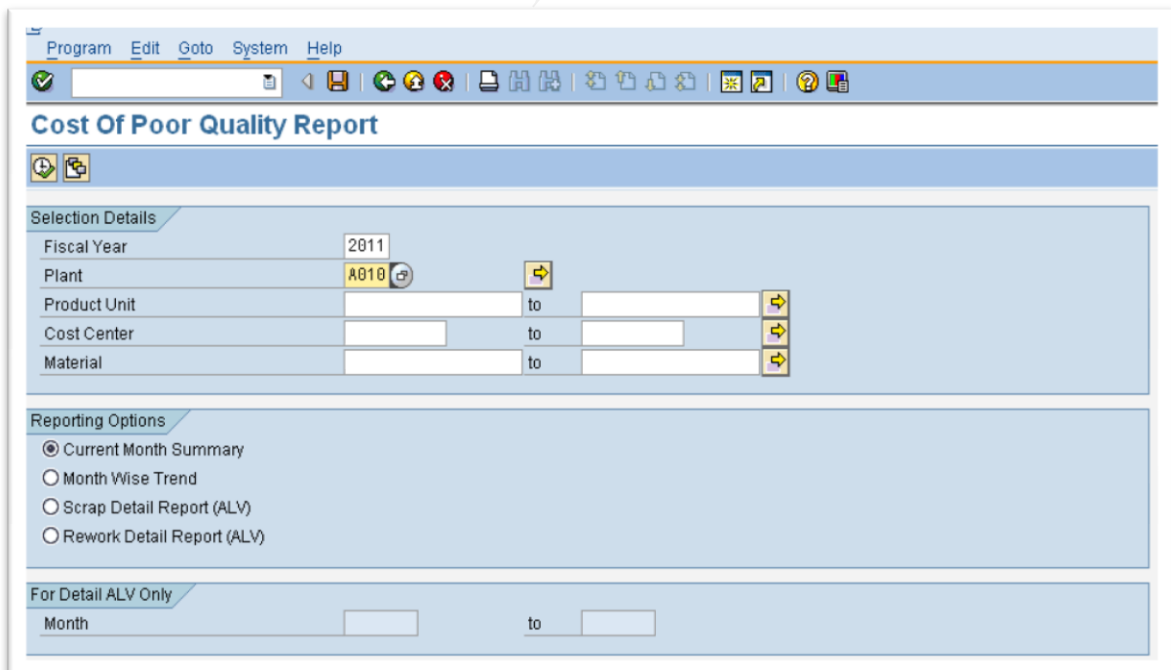 Program Edit Goto System Help
Cost Of Poor Quality Report
Selection Details
Fiscal Year 2011
Plant A010
Product Unit to
Cost Center to
Material to
Reporting Options
Current Month Summary
Month Wise Trend
Scrap Detail Report (ALV)
Rework Detail Report (ALV)
For Detail ALV Only
Month to